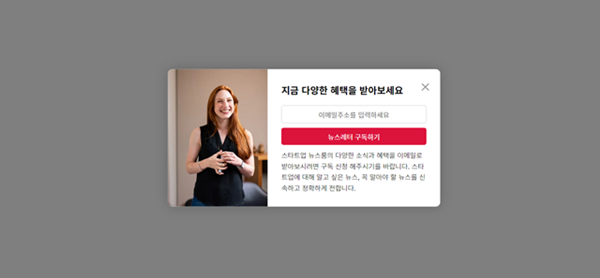 지금 다양한 혜택을 받아보세요
이메일주소를 입력하세요
뉴스레터 구독하기
스타트업 뉴스룸의 다양한 소식과 혜택을 이메일로
받아보시려면 구독 신청 해주시기를 바랍니다. 스타
트업에 대해 알고 싶은 뉴스, 꼭 알아야 할 뉴스를 신
속하고 정확하게 전합니다.